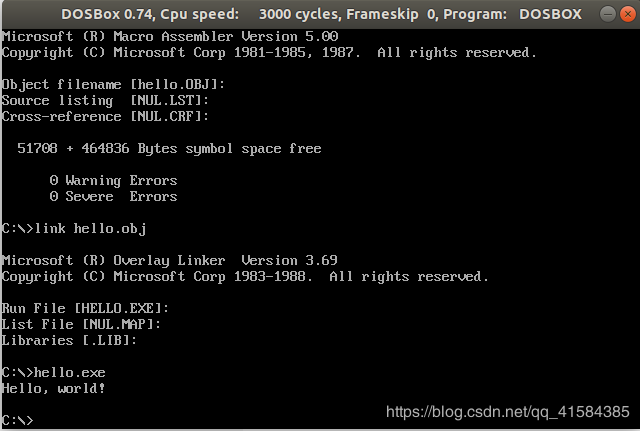 DOSBox 0.74, Cpu speed:     3000 cycles, Frameskip  0, Program:   DOSBOX
Microsoft (R) Macro Assembler Version 5.00
Copyright (C) Microsoft Corp 1981-1985, 1987.  All rights reserved.
Object filename [hello.OBJ]:
Source listing  [NUL.LST]:
Cross-reference [NUL.CRF]:
  51708 + 464836 Bytes symbol space free
      0 Warning Errors
      0 Severe  Errors
C:\>link hello.obj
Microsoft (R) Overlay Linker  Version 3.69
Copyright (C) Microsoft Corp 1983-1988.  All rights reserved.
Run File [HELLO.EXE]:
List File [NUL.MAP]:
Libraries [.LIB]:
C:\>hello.exe
Hello, world!
C:\>
https://blog.csdn.net/qq_41584385